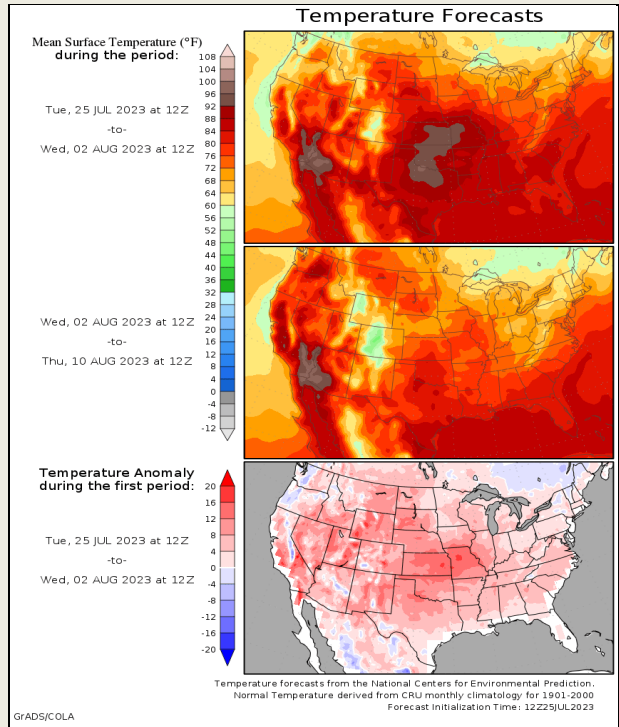 Temperature Forecasts
Mean Surface Temperature (°F)
during the period:
Tue, 25 JUL 2023 at 12Z
-to-
Wed, 02 AUG 2023 at 12Z
108
104
100
96
92
88
84
80
76
72
68
64
60
56
52
48
44
40
36
32
28
24
20
16
12
8
4
0
-4
-8
-12
Wed, 02 AUG 2023 at 12Z
-to-
Thu, 10 AUG 2023 at 12Z
Temperature Anomaly
during the first period:
Tue, 25 JUL 2023 at 12Z
-to-
Wed, 02 AUG 2023 at 12Z
20
16
12
8
4
0
-4
-8
-12
-16
-20
Temperature forecasts from the National Centers for Environmental Prediction.
Normal Temperature derived from CRU monthly climatology for 1901-2000
Forecast Initialization Time: 12Z25JUL2023
GrADS/COLA